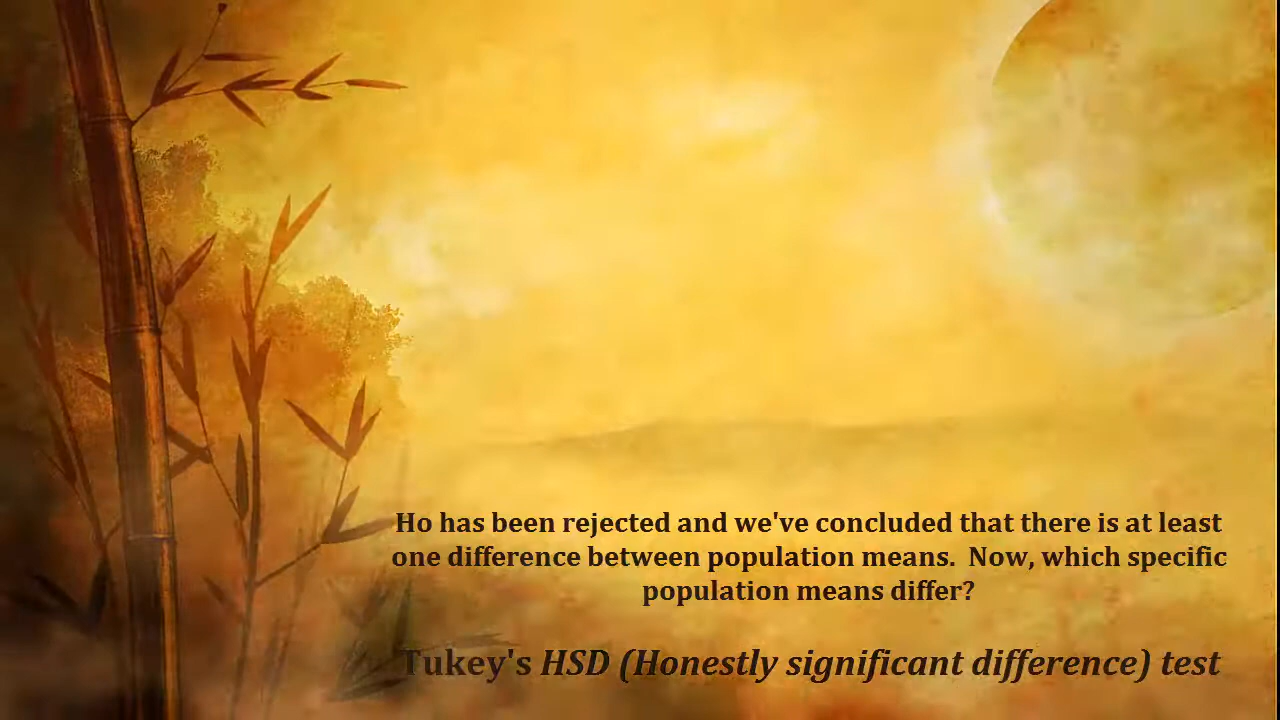 Ho has been rejected and we've concluded that there is at least
one difference between population means.  Now, which specific
population means differ?
Tukey's HSD (Honestly significant difference) test